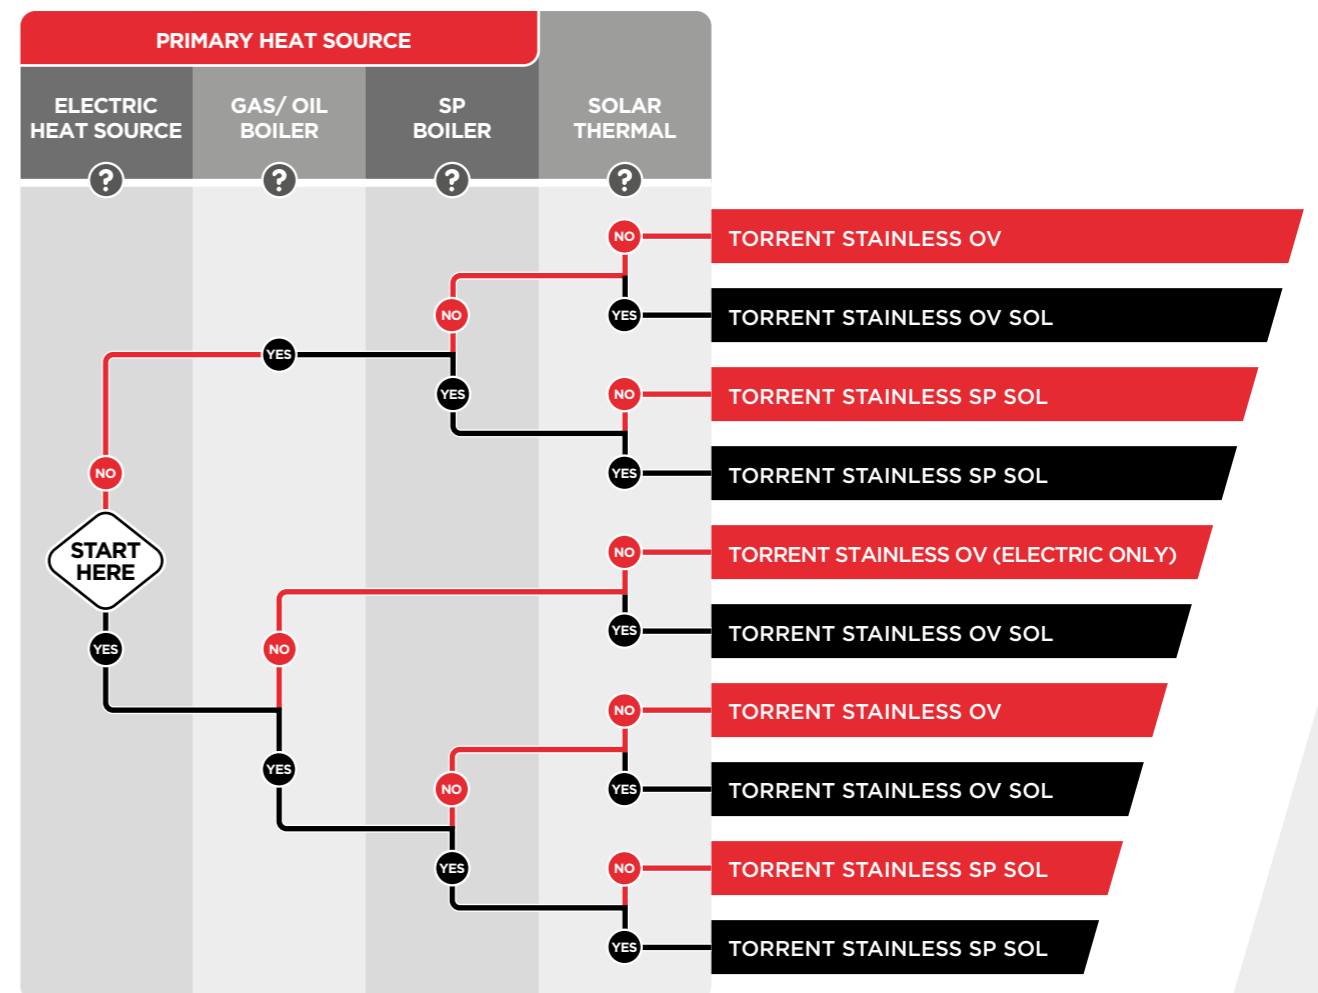 PRIMARY HEAT SOURCE
ELECTRIC
HEAT SOURCE
GAS/ OIL
BOILER
SP
BOILER
SOLAR
THERMAL
?
?
?
?
NO
TORRENT STAINLESS OV
NO
YES
TORRENT STAINLESS OV SOL
YES
YES
NO
TORRENT STAINLESS SP SOL
NO
YES
TORRENT STAINLESS SP SOL
START
HERE
NO
TORRENT STAINLESS OV (ELECTRIC ONLY)
YES
NO
YES
TORRENT STAINLESS OV SOL
NO
TORRENT STAINLESS OV
YES
NO
YES
TORRENT STAINLESS OV SOL
YES
NO
TORRENT STAINLESS SP SOL
YES
TORRENT STAINLESS SP SOL